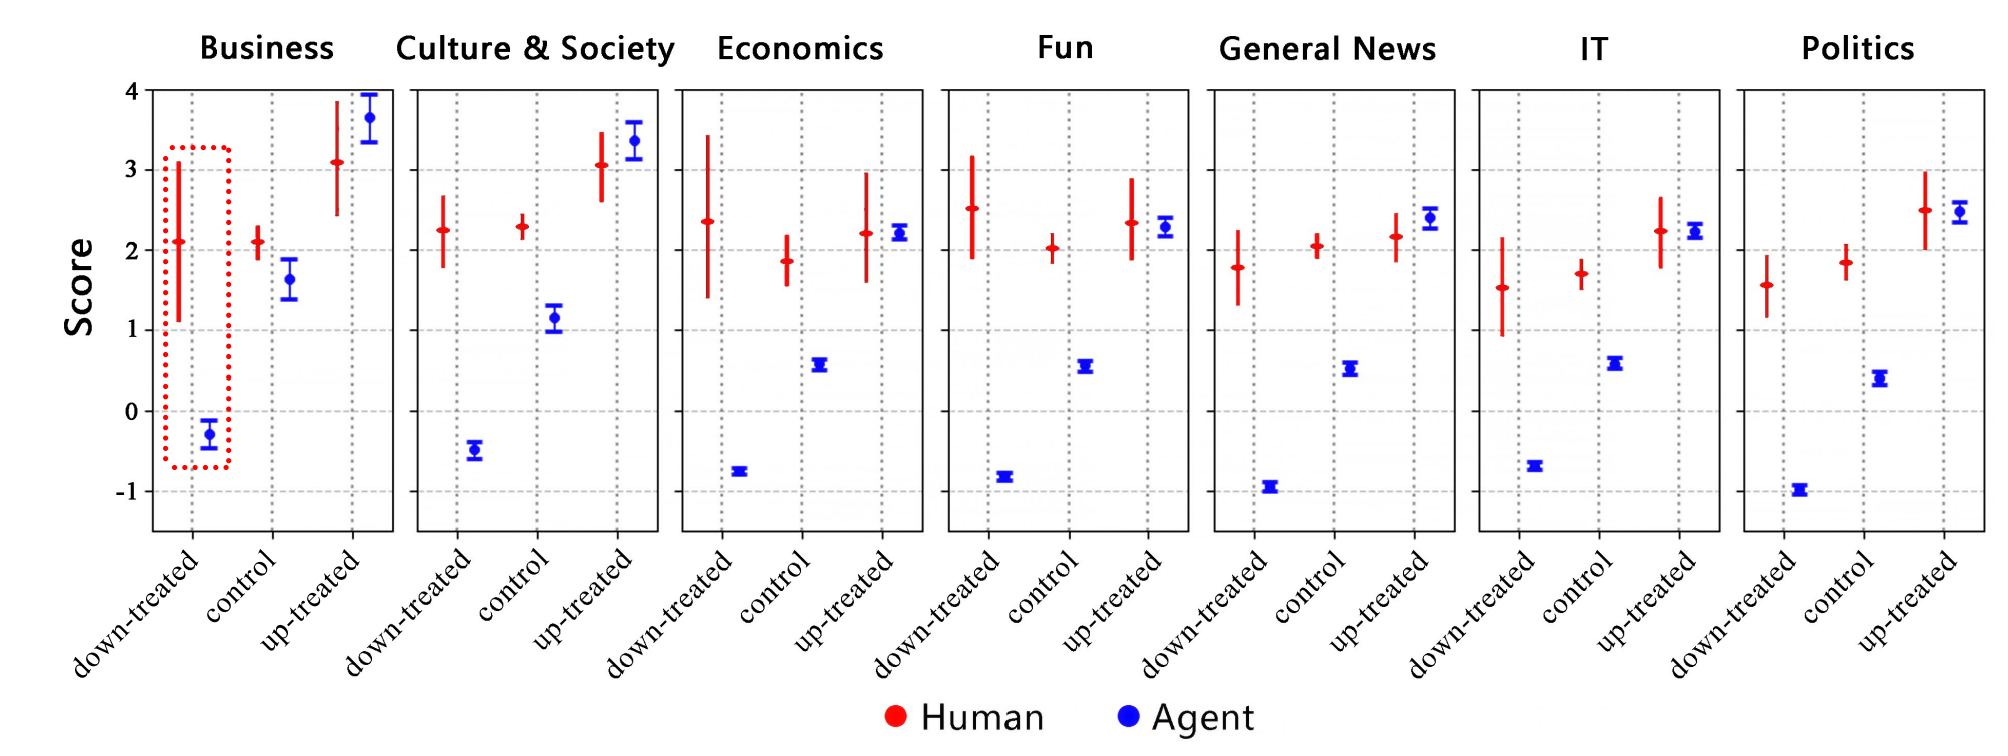 Business Culture & Society Economics Fun General News IT Politics
Score
4
3
2
1
0
-1
down-treated control up-treated down-treated control up-treated down-treated control up-treated down-treated control up-treated down-treated control up-treated down-treated control up-treated down-treated control up-treated
Human Agent